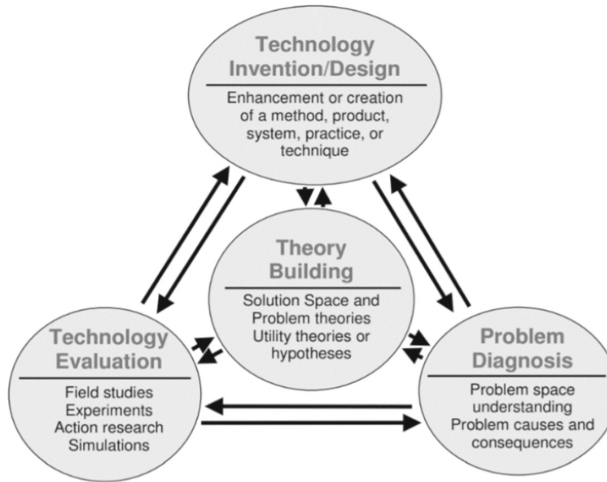 Technology
Invention/Design
Enhancement or creation
of a method, product,
system, practice, or
technique
Theory
Building
Solution Space and
Problem theories
Utility theories or
hypotheses
Technology
Evaluation
Field studies
Experiments
Action research
Simulations
Problem
Diagnosis
Problem space
understanding
Problem causes and
consequences